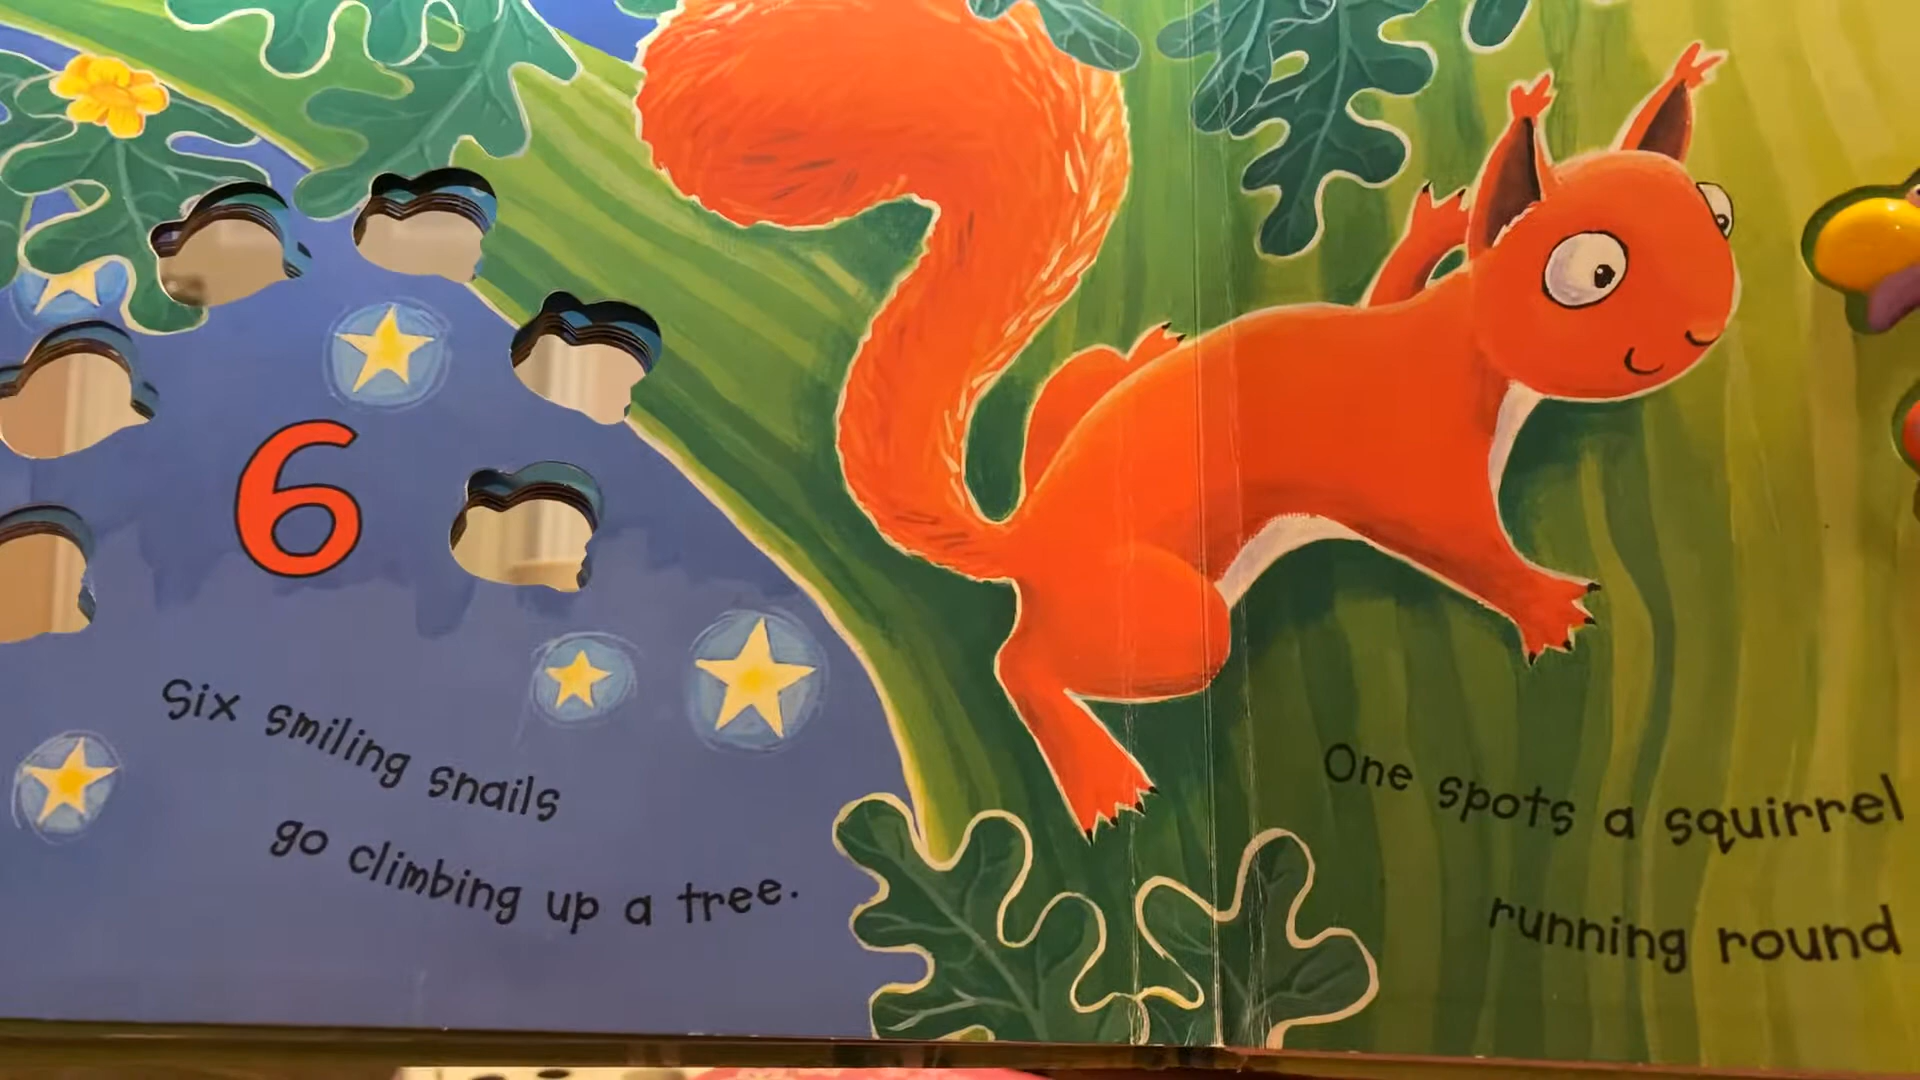 6
Six smiling snails
go climbing up a tree.
One spots a squirrel
running round